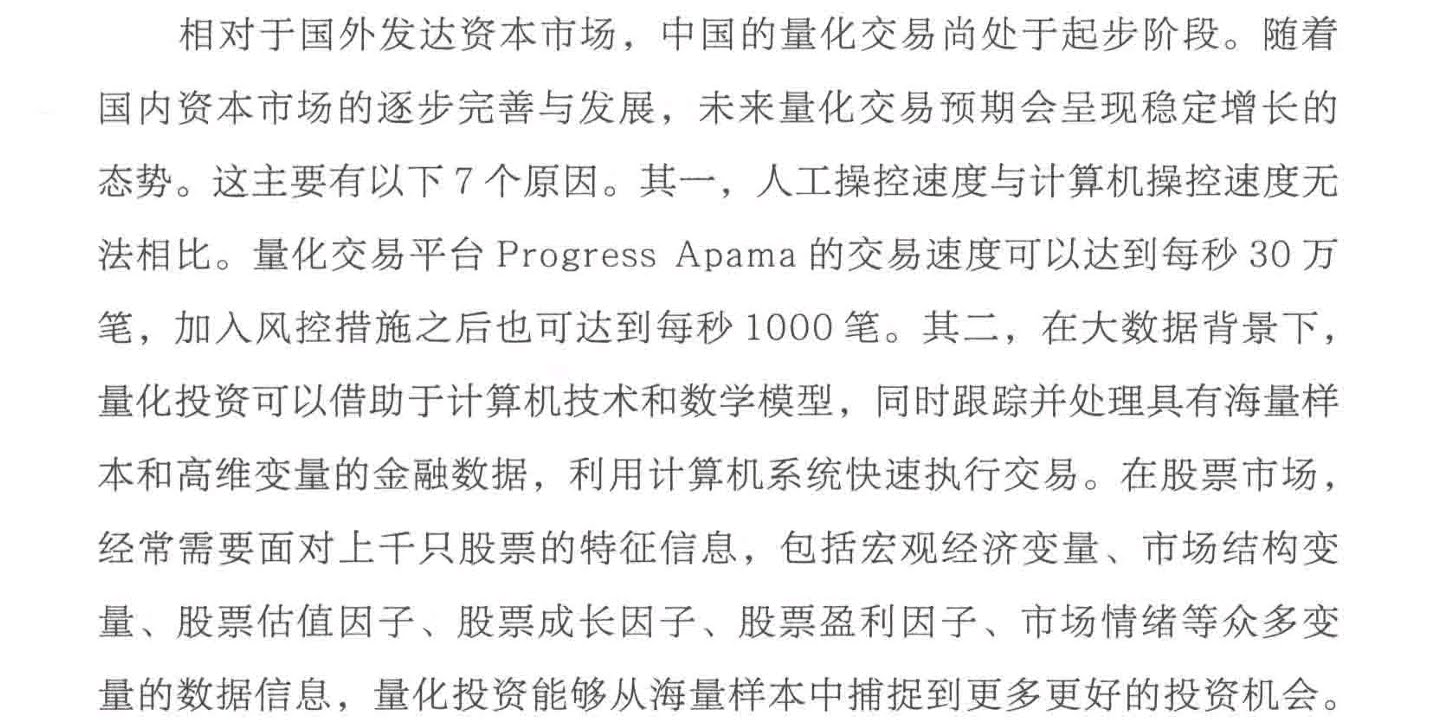 相对于国外发达资本市场，中国的量化交易尚处于起步阶段。随着
国内资本市场的逐步完善与发展，未来量化交易预期会呈现稳定增长的
态势。这主要有以下7个原因。其一，人工操控速度与计算机操控速度无
法相比。量化交易平台 Progress Apama 的交易速度可以达到每秒30万
笔，加入风控措施之后也可达到每秒1000笔。其二，在大数据背景下，
量化投资可以借助于计算机技术和数学模型，同时跟踪并处理具有海量样
本和高维变量的金融数据，利用计算机系统快速执行交易。在股票市场，
经常需要面对上千只股票的特征信息，包括宏观经济变量、市场结构变
量、股票估值因子、股票成长因子、股票盈利因子、市场情绪等众多变
量的数据信息，量化投资能够从海量样本中捕捉到更多更好的投资机会。